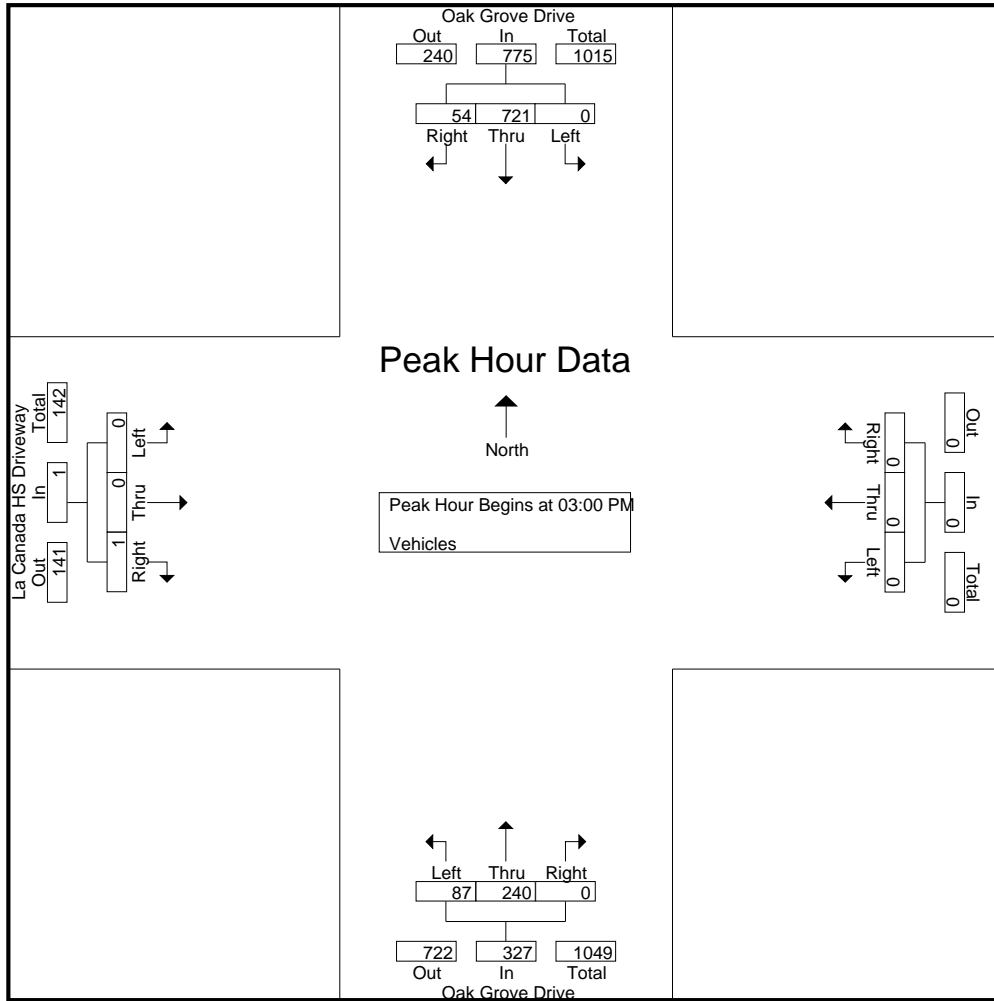 Oak Grove Drive
Out In Total
240 775 1015
54 721 0
Right Thru Left
Peak Hour Data
North
Peak Hour Begins at 03:00 PM
Vehicles
La Canada HS Driveway
Out In Total
141 1 142
0 0 1
Left Thru Right
Right Thru Left
0 0 0
Out In Total
0 0 0
Left Thru Right
87 240 0
722 327 1049
Out In Total
Oak Grove Drive